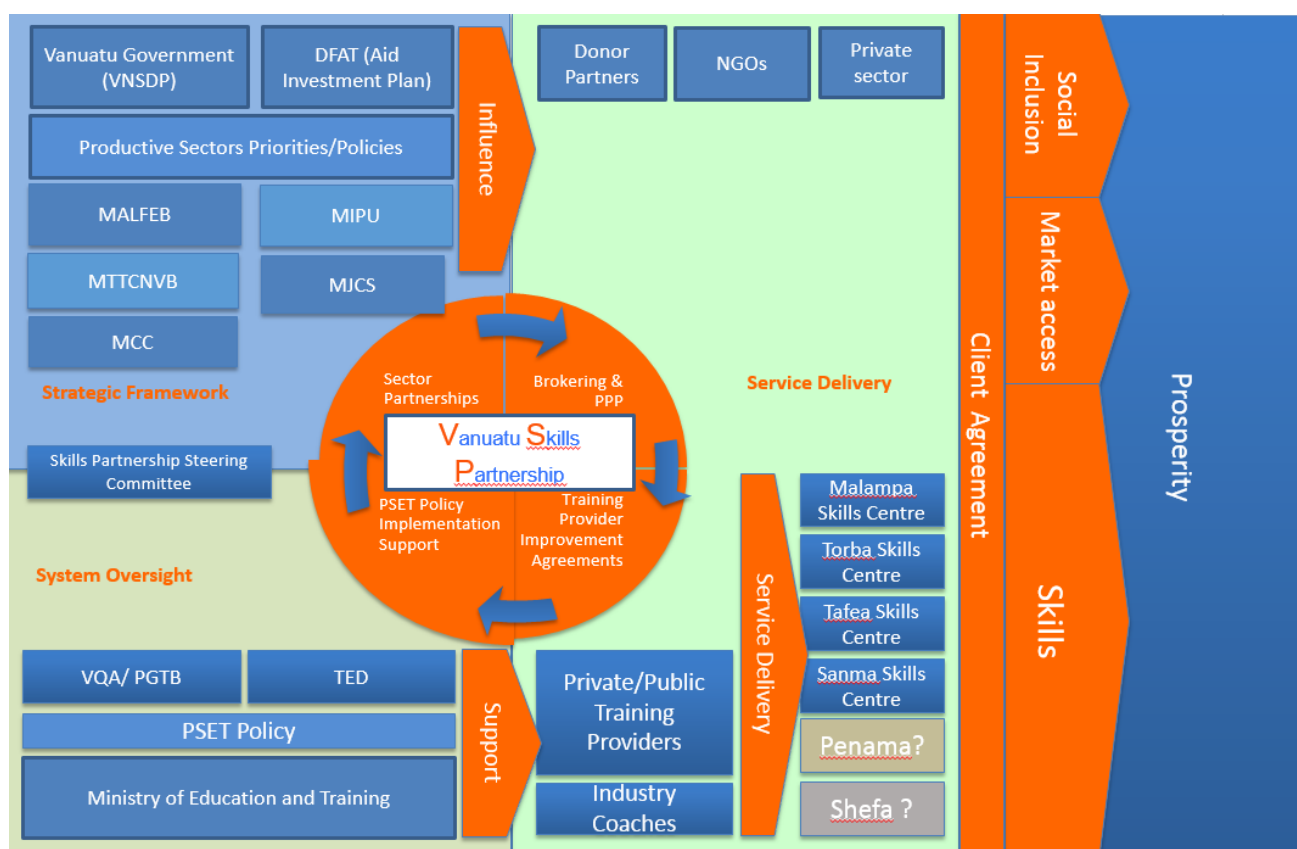 Vanuatu Government
(VNSDP)
DFAT (Aid
Investment Plan)
Productive Sectors Priorities/Policies
MALFEB
MIPU
MTTCNVB
MJCS
MCC
Strategic Framework
Influence
Donor
Partners
NGOs
Private
sector
Service Delivery
Sector
Partnerships
Brokering &
PPP
Vanuatu Skills
Partnership
PSET Policy
Implementation
Support
Training
Provider
Improvement
Agreements
Skills Partnership Steering
Committee
System Oversight
VQA/ PGTB
TED
PSET Policy
Ministry of Education and Training
Support
Private/Public
Training
Providers
Industry
Coaches
Service Delivery
Malampa
Skills Centre
Torba Skills
Centre
Tafea Skills
Centre
Sanma Skills
Centre
Penama?
Shefa ?
Client Agreement
Social
Inclusion
Market access
Skills
Prosperity